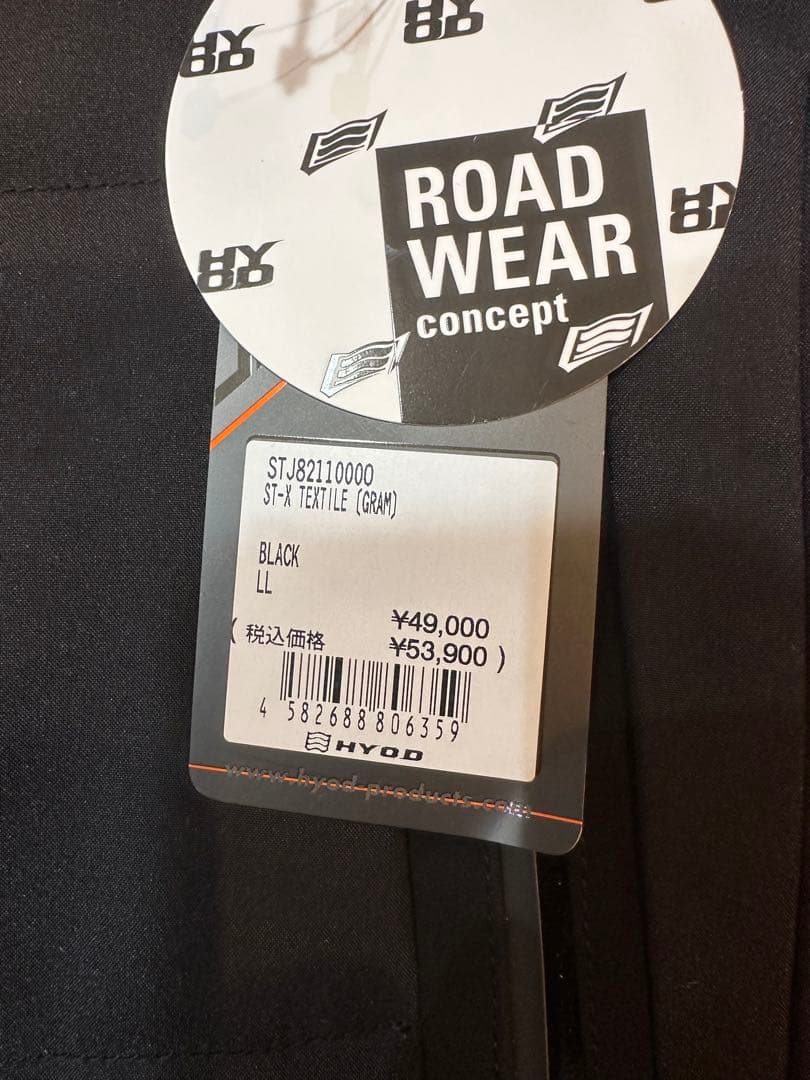 ROAD
WEAR
concept
STJ82110000
ST-X TEXTILE (GRAM)
BLACK
LL
¥49,000
( 税込価格 ¥53,900 )
4 582688 806359
HYOD
www.hyod-products.com